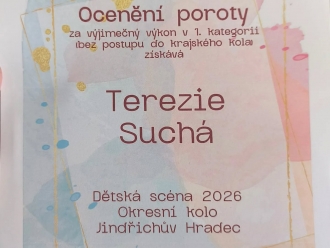 Ocenění poroty
za výjimečný výkon v 1. kategorii
(bez postupu do krajského kola)
získává
Terezie
Suchá
Dětská scéna 2026
Okresní kolo
Jindřichův Hradec